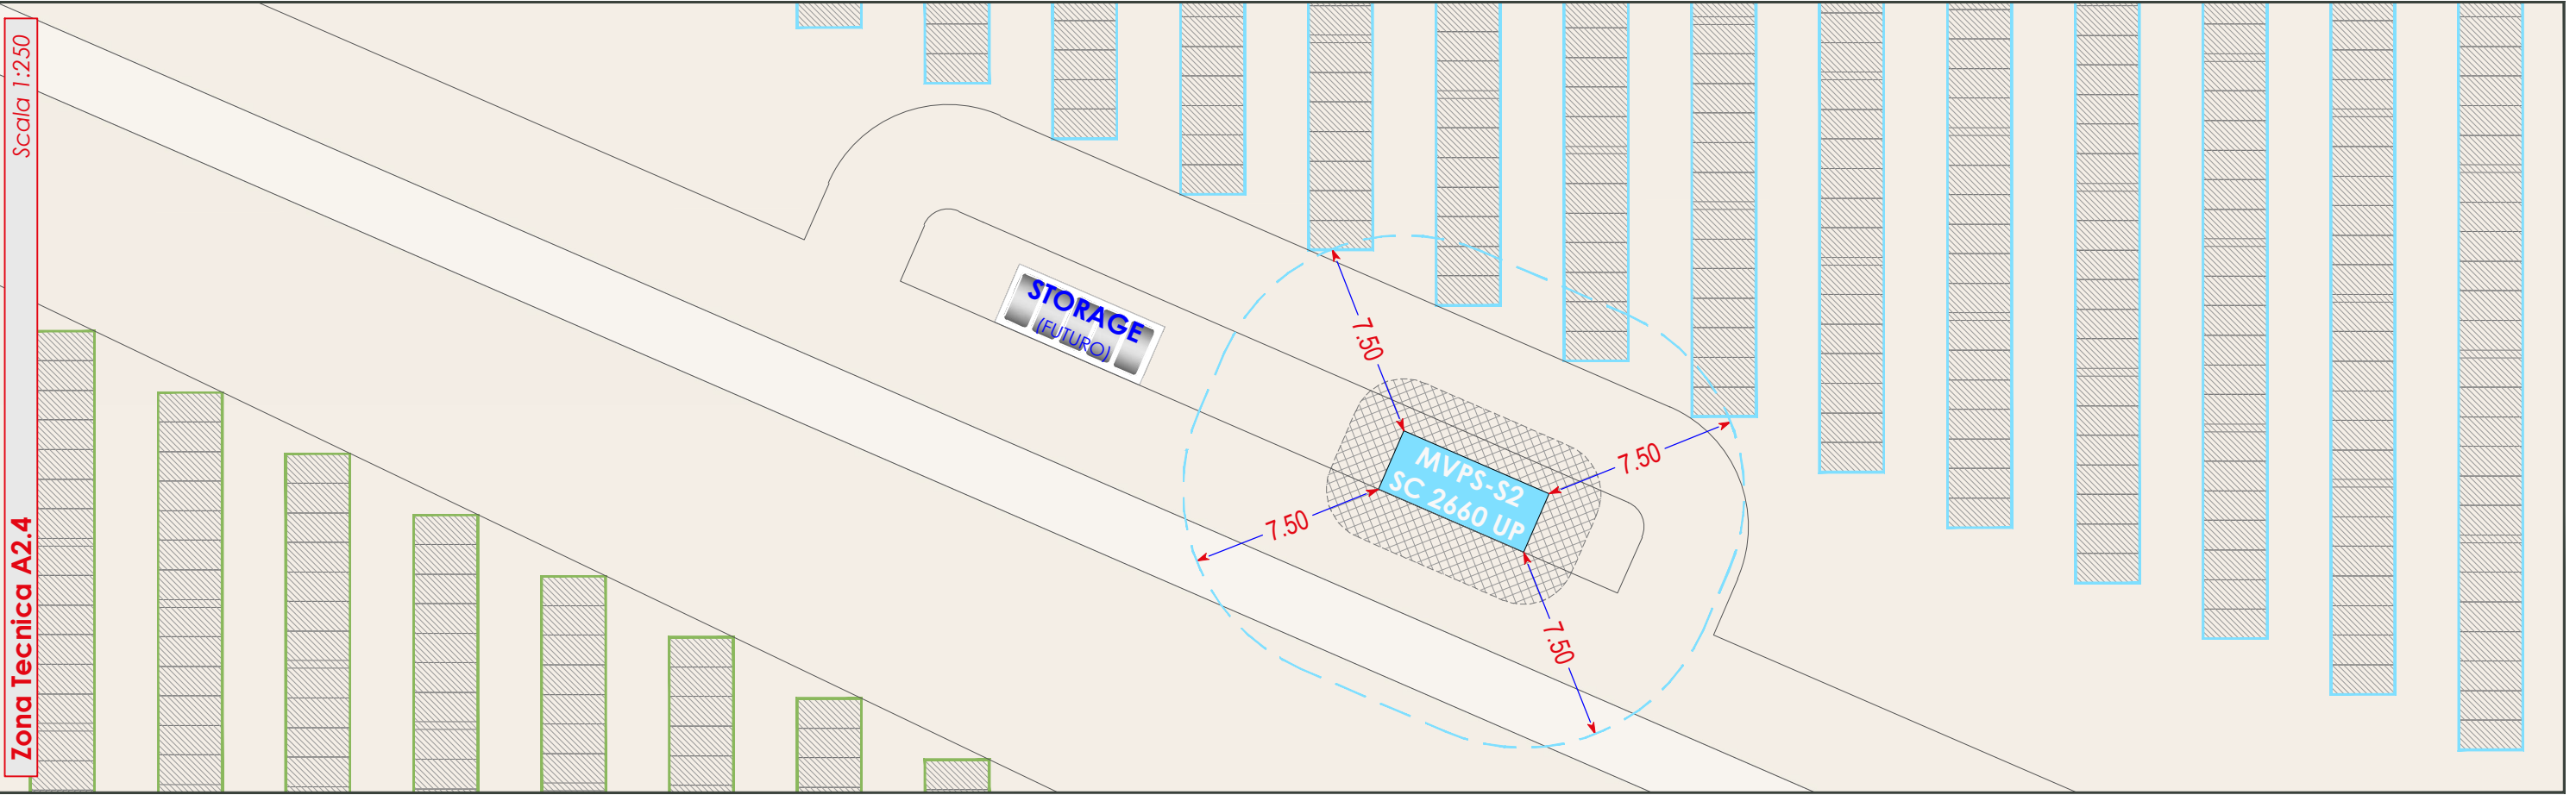 Zona Tecnica A2.4
Scala 1:250
STORAGE
(FUTURO)
7.50
7.50
7.50
7.50
MVPS-S2
SC 2660 UP